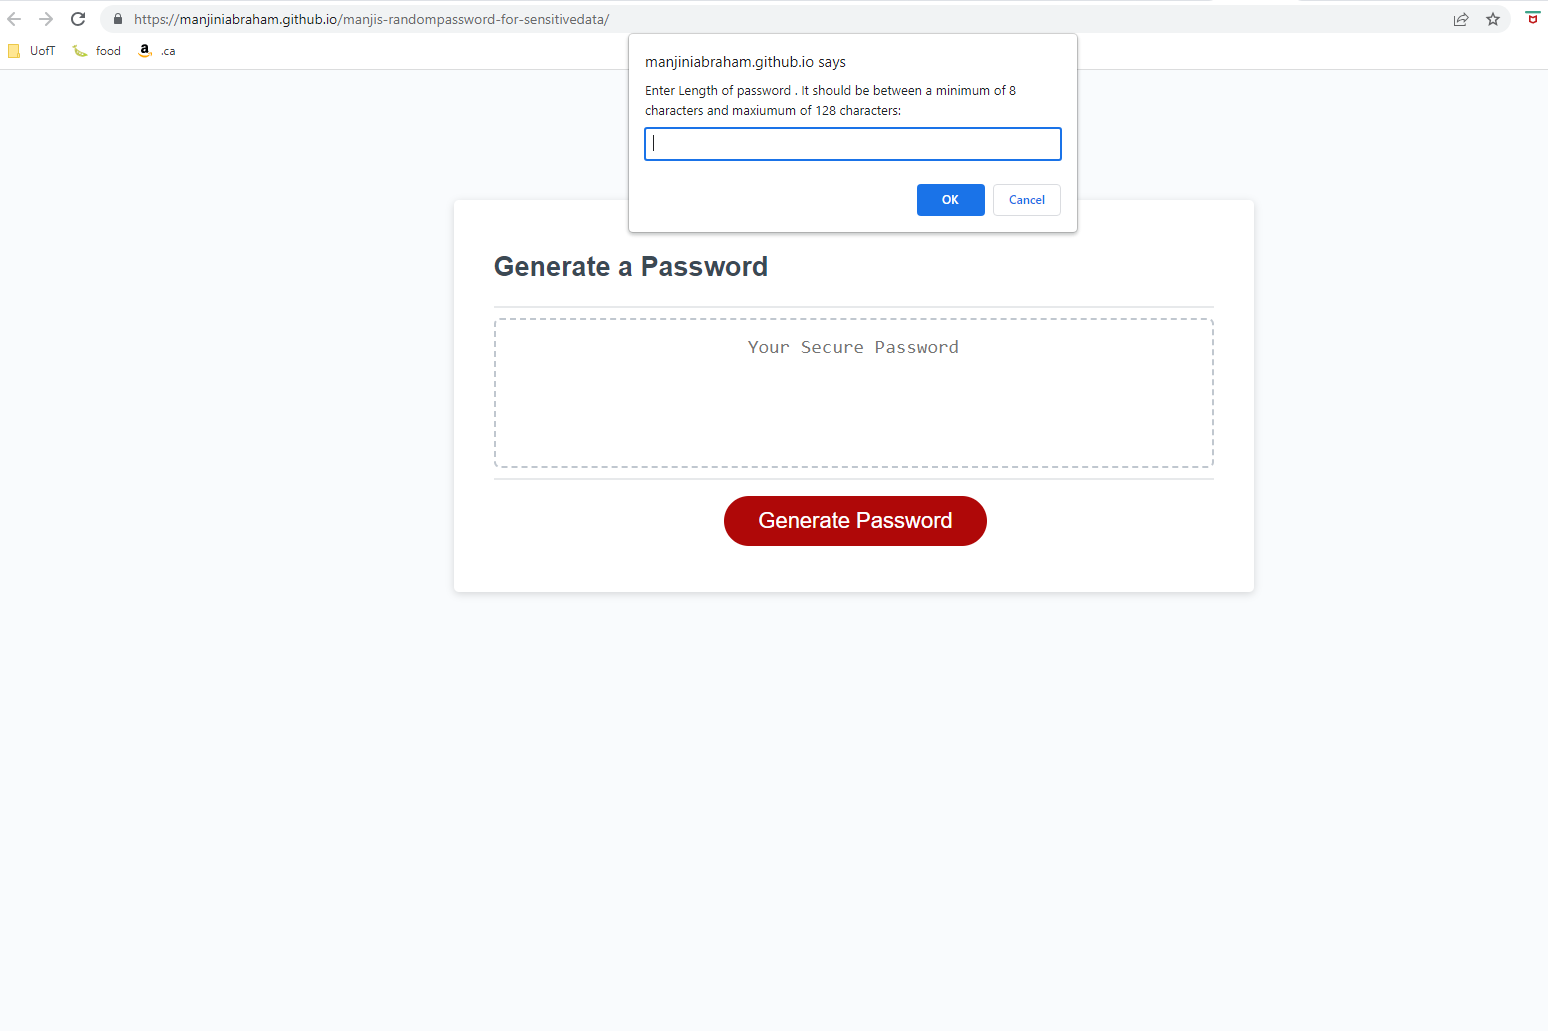 https://manjiniabraham.github.io/manjis-randompassword-for-sensitivedata/
UofT food .ca
manjiniabraham.github.io says
Enter Length of password . It should be between a minimum of 8
characters and maxiumum of 128 characters:
OK Cancel
Generate a Password
Your Secure Password
Generate Password